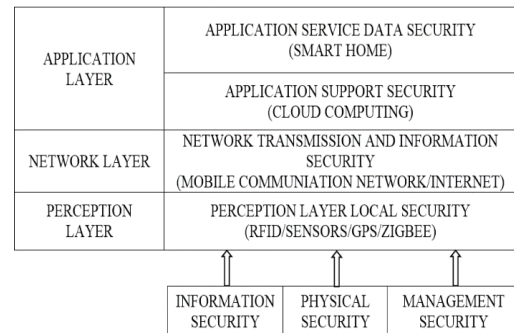 APPLICATION
LAYER
APPLICATION SERVICE DATA SECURITY
(SMART HOME)
APPLICATION SUPPORT SECURITY
(CLOUD COMPUTING)
NETWORK LAYER
NETWORK TRANSMISSION AND INFORMATION
SECURITY
(MOBILE COMMUNIATION NETWORK/INTERNET)
PERCEPTION
LAYER
PERCEPTION LAYER LOCAL SECURITY
(RFID/SENSORS/GPS/ZIGBEE)
INFORMATION
SECURITY
PHYSICAL
SECURITY
MANAGEMENT
SECURITY